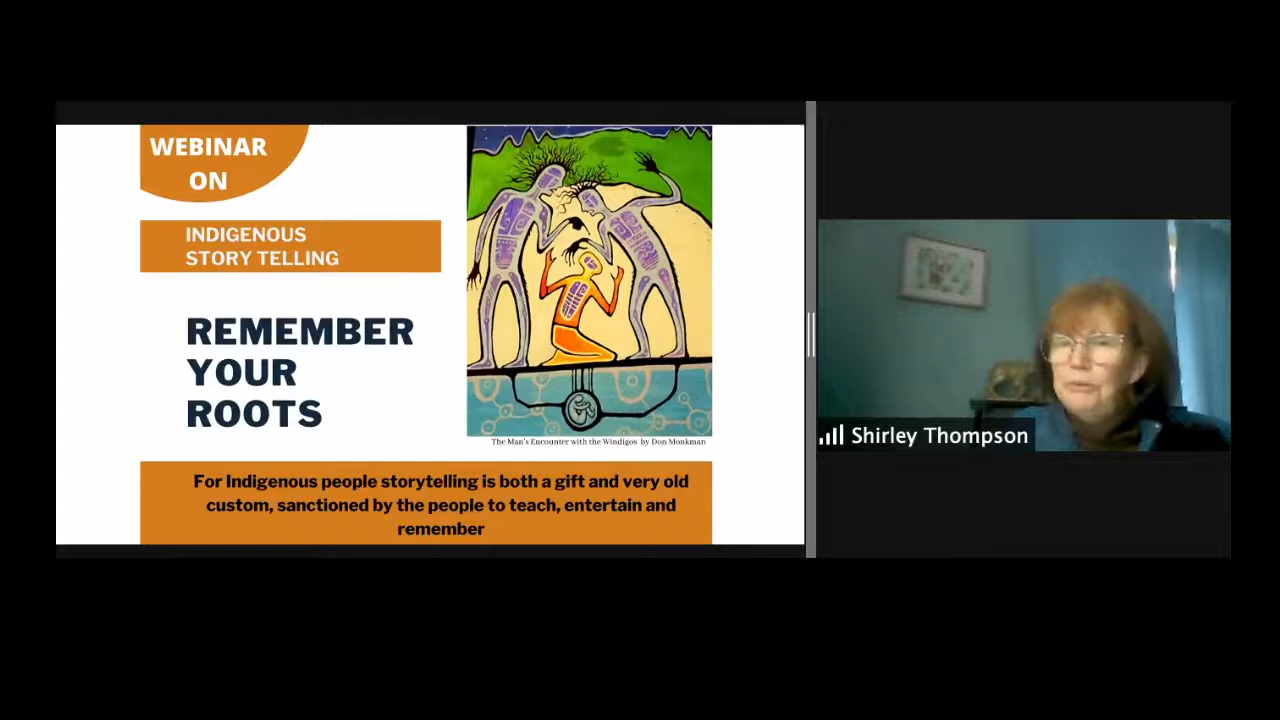 WEBINAR
ON
INDIGENOUS
STORY TELLING
REMEMBER
YOUR
ROOTS
The Man's Encounter with the Windigos by Don Monkman
For Indigenous people storytelling is both a gift and very old
custom, sanctioned by the people to teach, entertain and
remember
Shirley Thompson